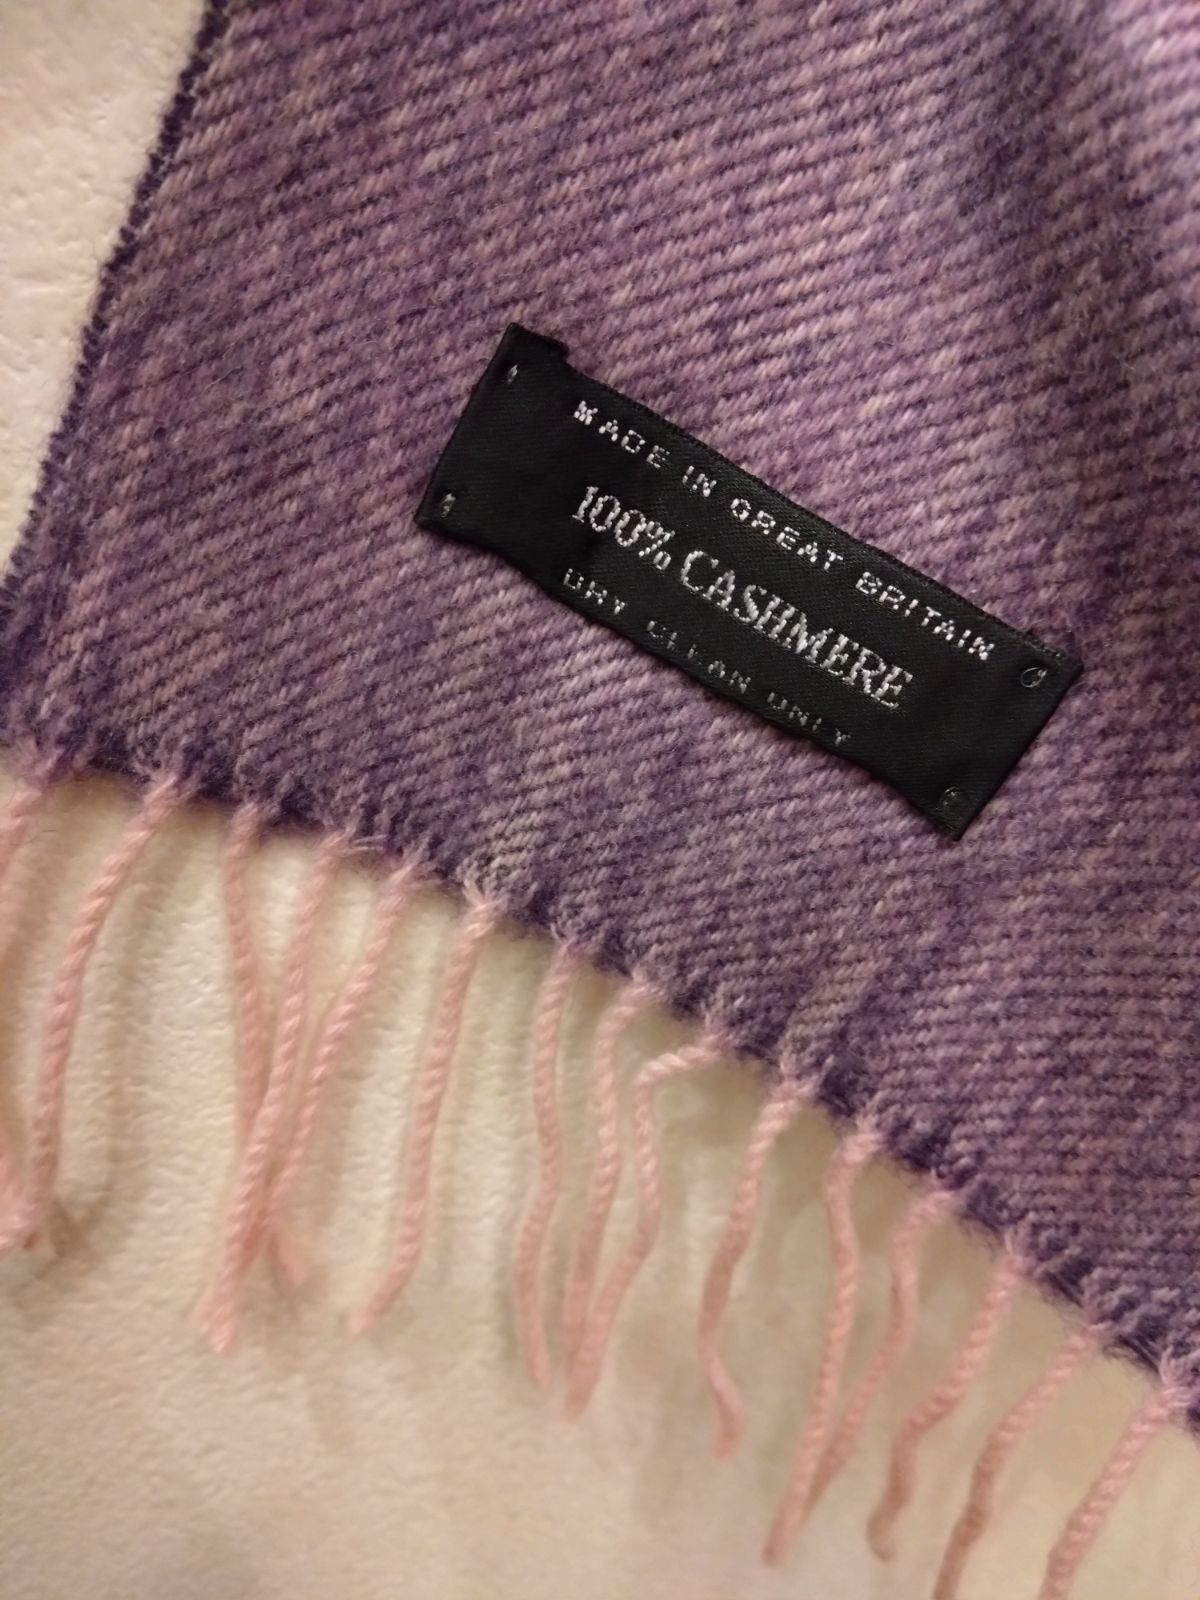 MADE IN GREAT BRITAIN
100% CASHMERE
DRY CLEAN ONLY